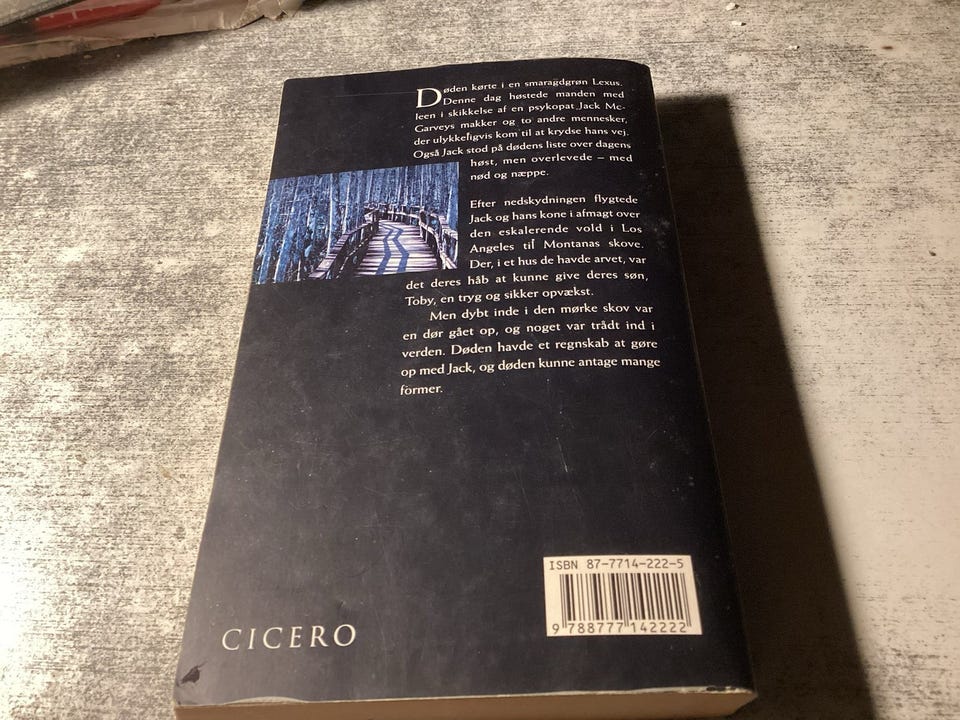 Døden kørte i en smaragdgrøn Lexus.
Denne dag høstede manden med
leen i skikkelse af en psykopat Jack Mc-
Garveys makker og to andre mennesker,
der ulykkeligvis kom til at krydse hans vej.
Også Jack stod på dødens liste over dagens
høst, men overlevede – med
nød og næppe.
Efter nedskydningen flygtede
Jack og hans kone i afmagt over
den eskalerende vold i Los
Angeles til Montanas skove.
Der, i et hus de havde arvet, var
det deres håb at kunne give deres søn,
Toby, en tryg og sikker opvækst.
Men dybt inde i den mørke skov var
en dør gået op, og noget var trådt ind i
verden. Døden havde et regnskab at gøre
op med Jack, og døden kunne antage mange
former.
ISBN 87-7714-222-5
9 788777 142222
CICERO